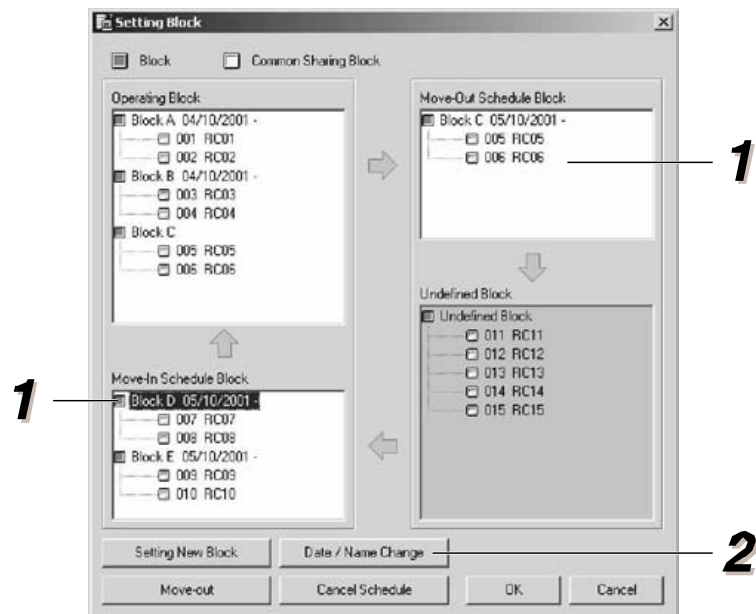 Setting Block
Block Common Sharing Block
Operating Block
Block A 04/10/2001 -
001 RC01
002 RC02
Block B 04/10/2001 -
003 RC03
004 RC04
Block C
005 RC05
006 RC06
Move-Out Schedule Block
Block C 05/10/2001 -
005 RC05
006 RC06
1
Undefined Block
Undefined Block
011 RC11
012 RC12
013 RC13
014 RC14
015 RC15
Move-In Schedule Block
1
Block D 05/10/2001 -
007 RC07
008 RC08
Block E 05/10/2001 -
009 RC09
010 RC10
Setting New Block Date / Name Change
2
Move-out Cancel Schedule OK Cancel